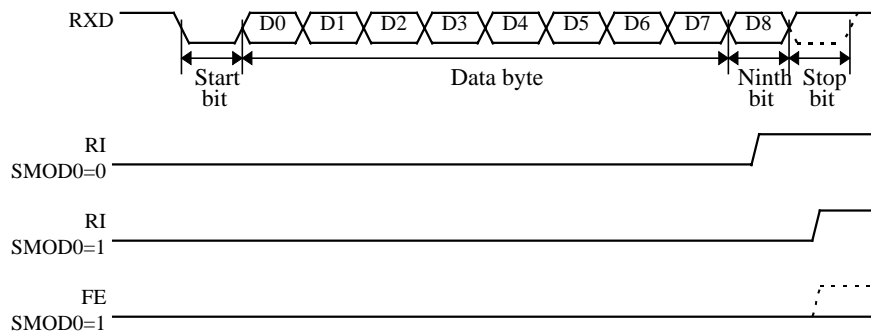 RXD D0 D1 D2 D3 D4 D5 D6 D7 D8
Start Data byte Ninth Stop
bit bit bit
RI
SMOD0=0
RI
SMOD0=1
FE
SMOD0=1